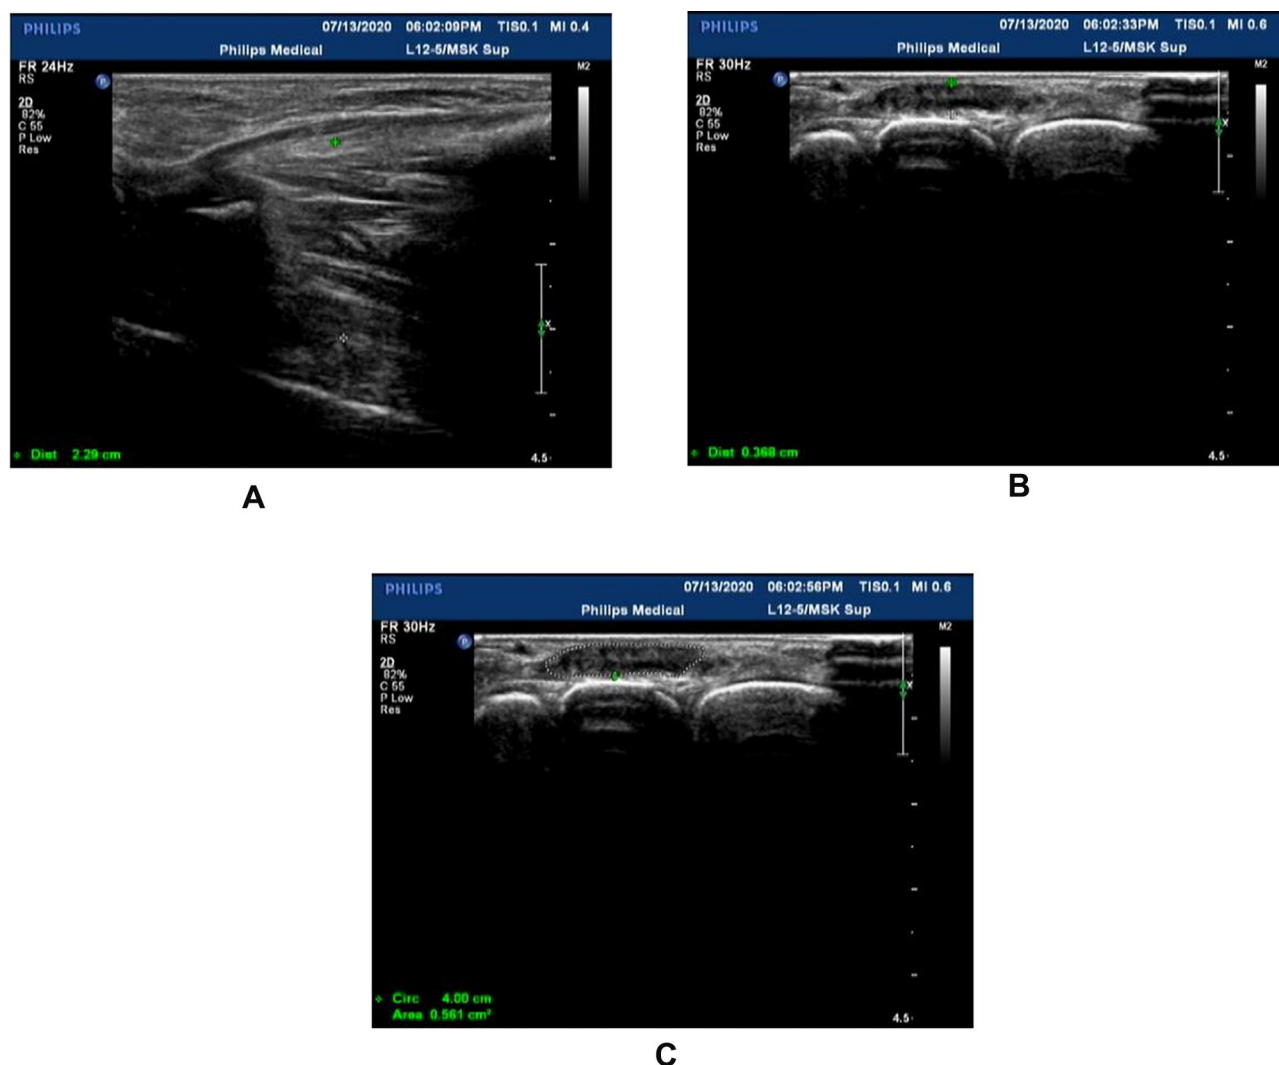 PHILIPS
07/13/2020 06:02:09PM TIS0.1 MI 0.4
Philips Medical L12-5/MSK Sup
FR 24Hz
RS
M2
P
2D
82%
C 55
P Low
Res
x
Dist 2.29 cm
4.5
A
PHILIPS
07/13/2020 06:02:33PM TIS0.1 MI 0.6
Philips Medical L12-5/MSK Sup
FR 30Hz
RS
M2
P
2D
82%
C 55
P Low
Res
x
Dist 0.368 cm
4.5
B
PHILIPS
07/13/2020 06:02:56PM TIS0.1 MI 0.6
Philips Medical L12-5/MSK Sup
FR 30Hz
RS
M2
P
2D
82%
C 55
P Low
Res
x
Circ 4.00 cm
Area 0.561 cm²
4.5
C